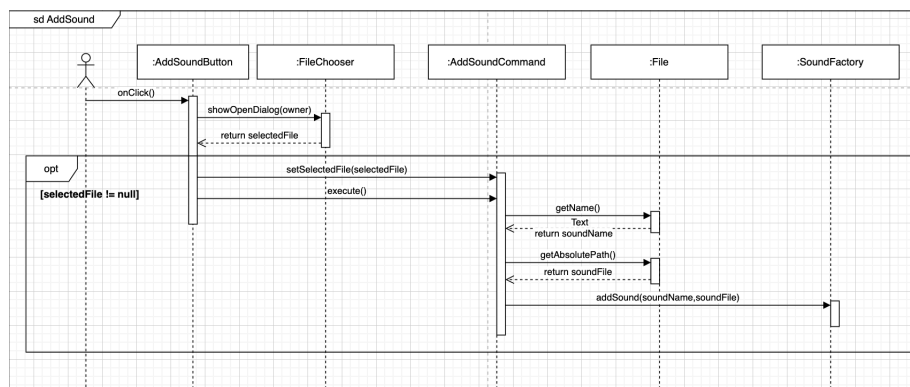 sd AddSound
:AddSoundButton
:FileChooser
:AddSoundCommand
:File
:SoundFactory
onClick()
showOpenDialog(owner)
return selectedFile
opt
[selectedFile != null]
setSelectedFile(selectedFile)
execute()
getName()
Text
return soundName
getAbsolutePath()
return soundFile
addSound(soundName,soundFile)